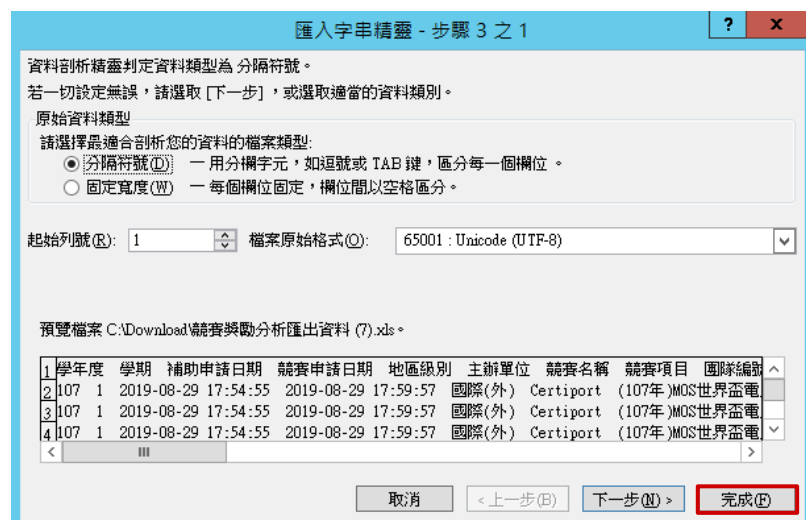 匯入字串精靈 - 步驟 3 之 1
? x
資料剖析精靈判定資料類型為 分隔符號。
若一切設定無誤，請選取 [下一步]，或選取適當的資料類別。
原始資料類型
請選擇最適合剖析您的資料的檔案類型:
分隔符號(D) — 用分欄字元，如逗號或 TAB 鍵，區分每一個欄位 。
固定寬度(W) — 每個欄位固定，欄位間以空格區分。
起始列號(R): 1 檔案原始格式(O): 65001 : Unicode (UTF-8)
預覽檔案 C:\Download\競賽獎勵分析匯出資料 (7).xls。
1 學年度 學期 補助申請日期 競賽申請日期 地區級別 主辦單位 競賽名稱 競賽項目 團隊編號
2 107 1 2019-08-29 17:54:55 2019-08-29 17:59:57 國際(外) Certiport (107年)MOS世界盃電
3 107 1 2019-08-29 17:54:55 2019-08-29 17:59:57 國際(外) Certiport (107年)MOS世界盃電
4 107 1 2019-08-29 17:54:55 2019-08-29 17:59:57 國際(外) Certiport (107年)MOS世界盃電
取消 <上一步(B) 下一步(N) > 完成(F)